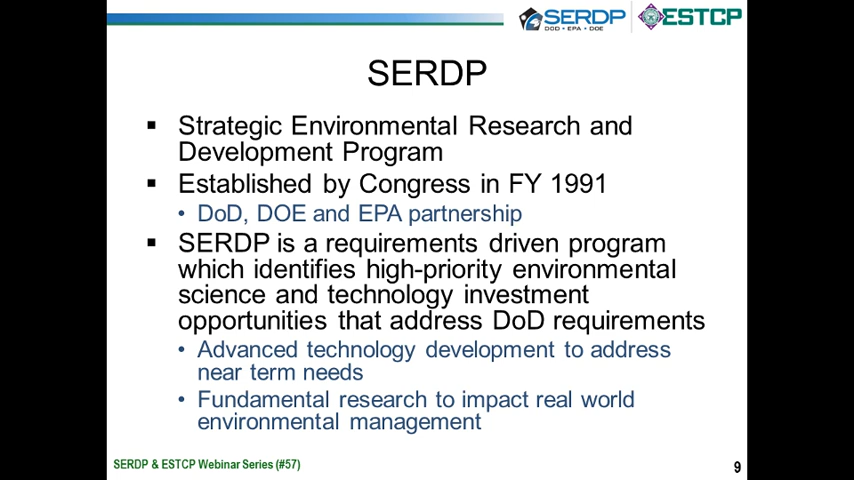 SERDP
DOD • EPA • DOE
ESTCP
SERDP
▪ Strategic Environmental Research and
Development Program
▪ Established by Congress in FY 1991
• DoD, DOE and EPA partnership
▪ SERDP is a requirements driven program
which identifies high-priority environmental
science and technology investment
opportunities that address DoD requirements
• Advanced technology development to address
near term needs
• Fundamental research to impact real world
environmental management
SERDP & ESTCP Webinar Series (#57)
9